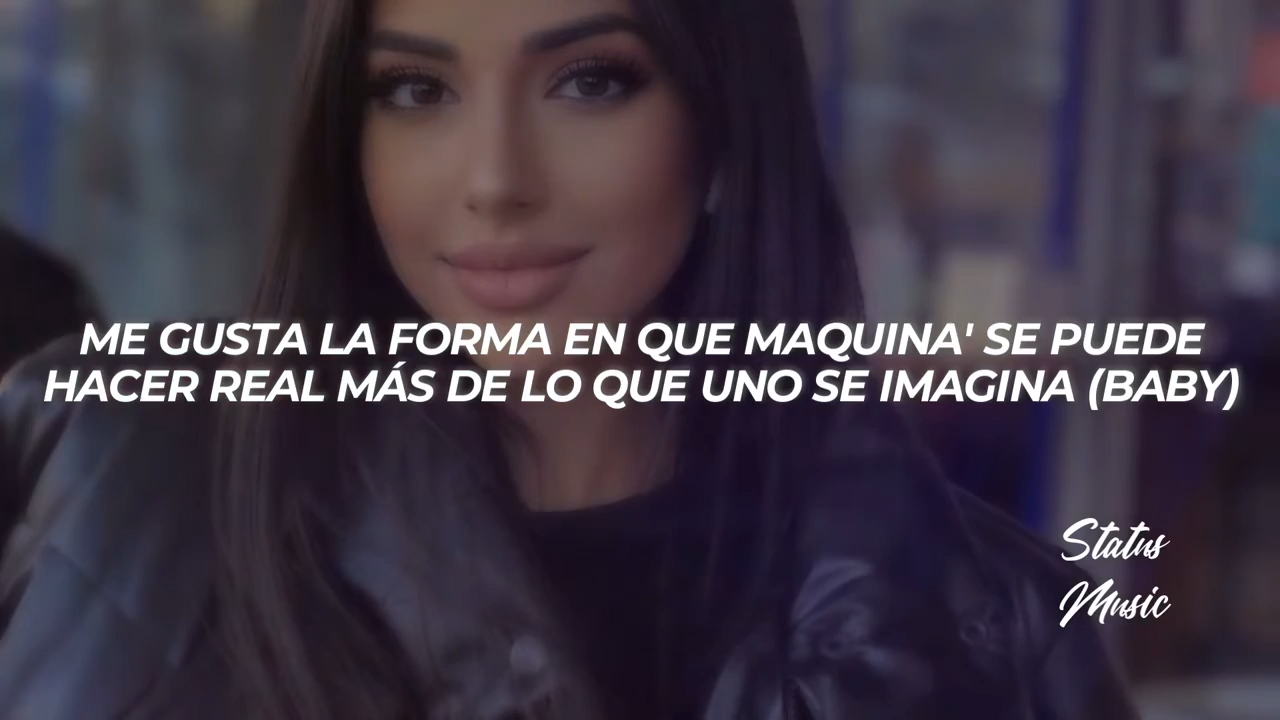 ME GUSTA LA FORMA EN QUE MAQUINA' SE PUEDE
HACER REAL MÁS DE LO QUE UNO SE IMAGINA (BABY)
Status
Music